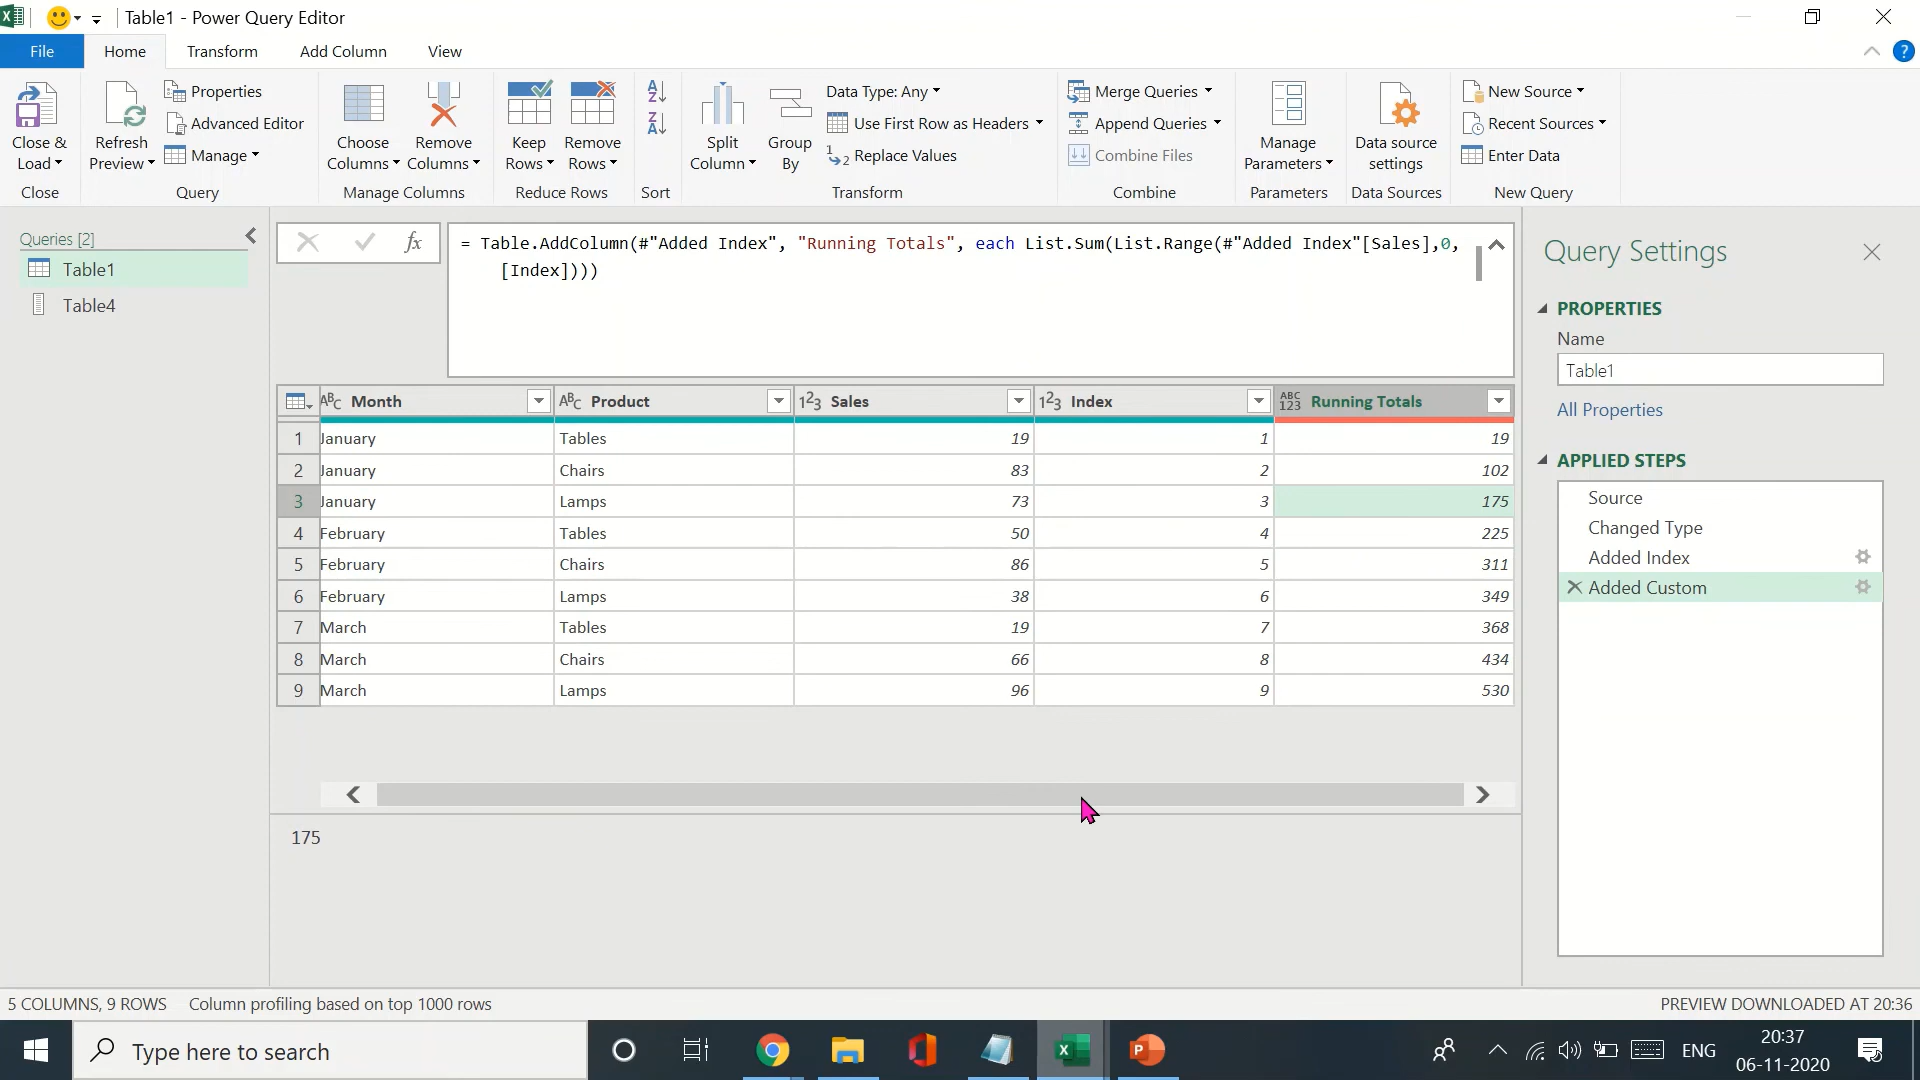 Table1 - Power Query Editor
File Home Transform Add Column View
Close & Load
Close
Refresh Preview
Properties
Advanced Editor
Manage
Query
Choose Columns
Remove Columns
Manage Columns
Keep Rows
Remove Rows
Reduce Rows
Sort
Split Column
Group By
Data Type: Any
Use First Row as Headers
Replace Values
Transform
Merge Queries
Append Queries
Combine Files
Combine
Manage Parameters
Parameters
Data source settings
Data Sources
New Source
Recent Sources
Enter Data
New Query
Queries [2]
Table1
Table4
= Table.AddColumn(#"Added Index", "Running Totals", each List.Sum(List.Range(#"Added Index"[Sales],0,
[Index])))
Month Product Sales Index Running Totals
1 January Tables 19 1 19
2 January Chairs 83 2 102
3 January Lamps 73 3 175
4 February Tables 50 4 225
5 February Chairs 86 5 311
6 February Lamps 38 6 349
7 March Tables 19 7 368
8 March Chairs 66 8 434
9 March Lamps 96 9 530
175
Query Settings
PROPERTIES
Name
Table1
All Properties
APPLIED STEPS
Source
Changed Type
Added Index
Added Custom
5 COLUMNS, 9 ROWS Column profiling based on top 1000 rows
PREVIEW DOWNLOADED AT 20:36
Type here to search
ENG
20:37
06-11-2020